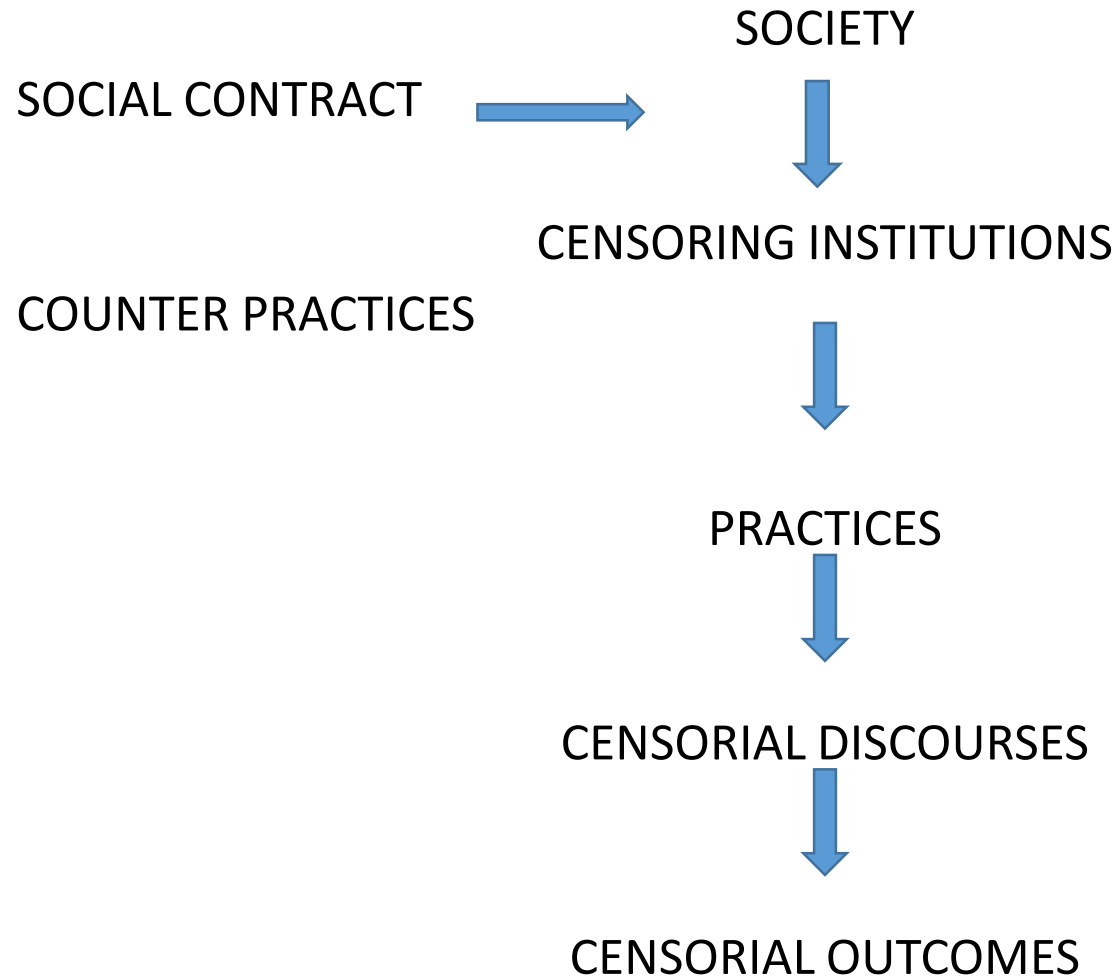 SOCIETY
SOCIAL CONTRACT
CENSORING INSTITUTIONS
COUNTER PRACTICES
PRACTICES
CENSORIAL DISCOURSES
CENSORIAL OUTCOMES